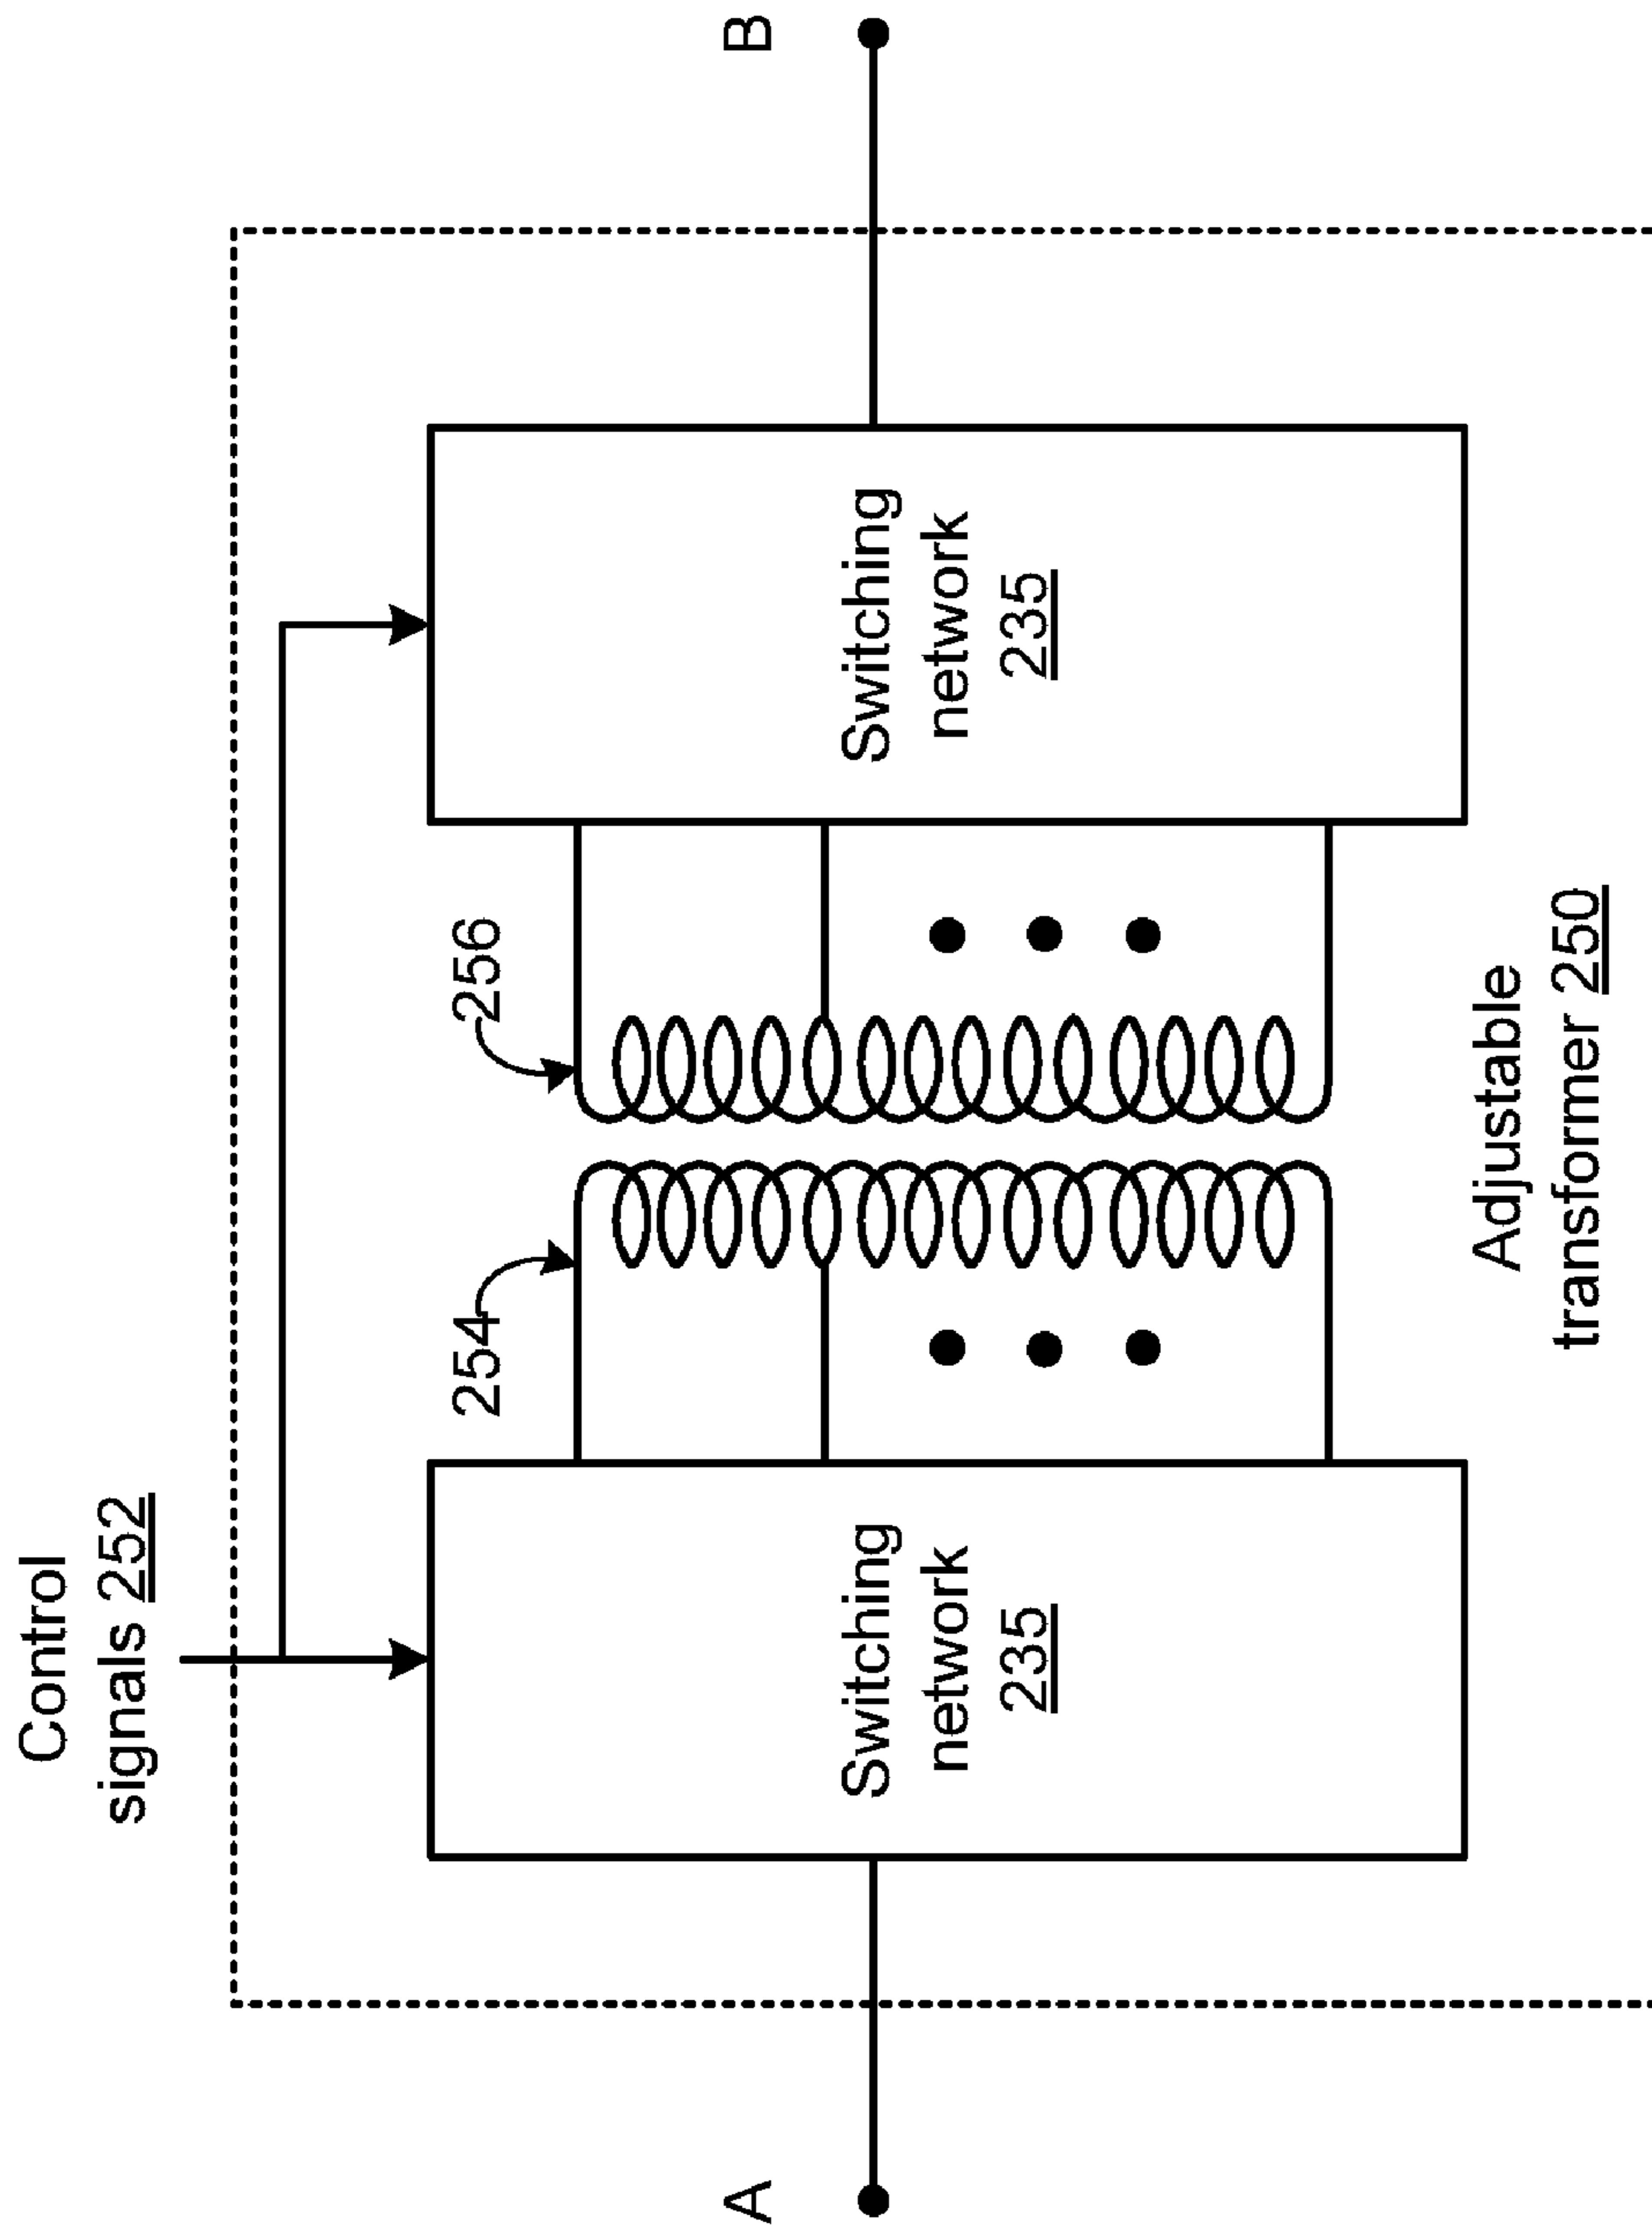 Control
signals 252
254
256
A
B
Switching
network
235
Switching
network
235
Adjustable
transformer 250